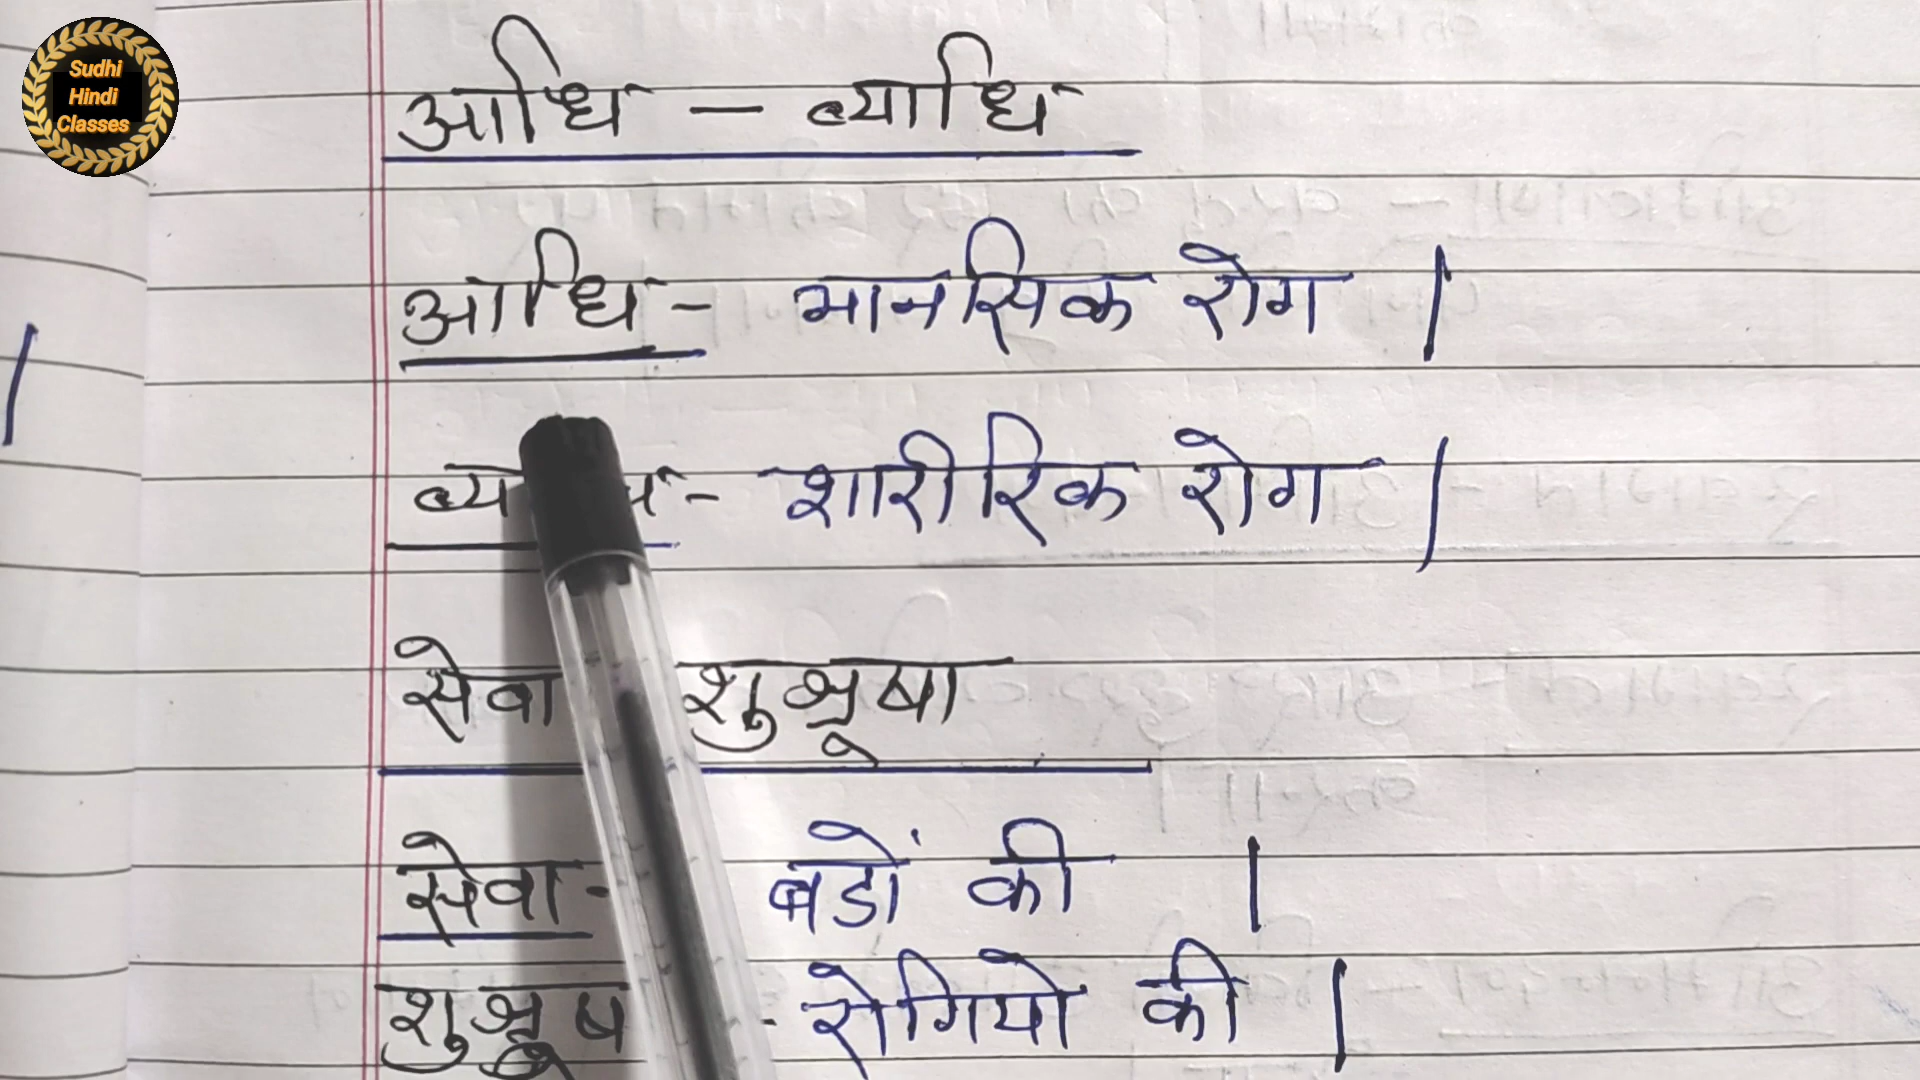 Sudhi
Hindi
Classes
आधि - व्याधि
आधि - मानसिक रोग |
- शारीरिक रोग |
सेवा शुश्रूषा
सेवा - बडों की |
- रोगियो की |